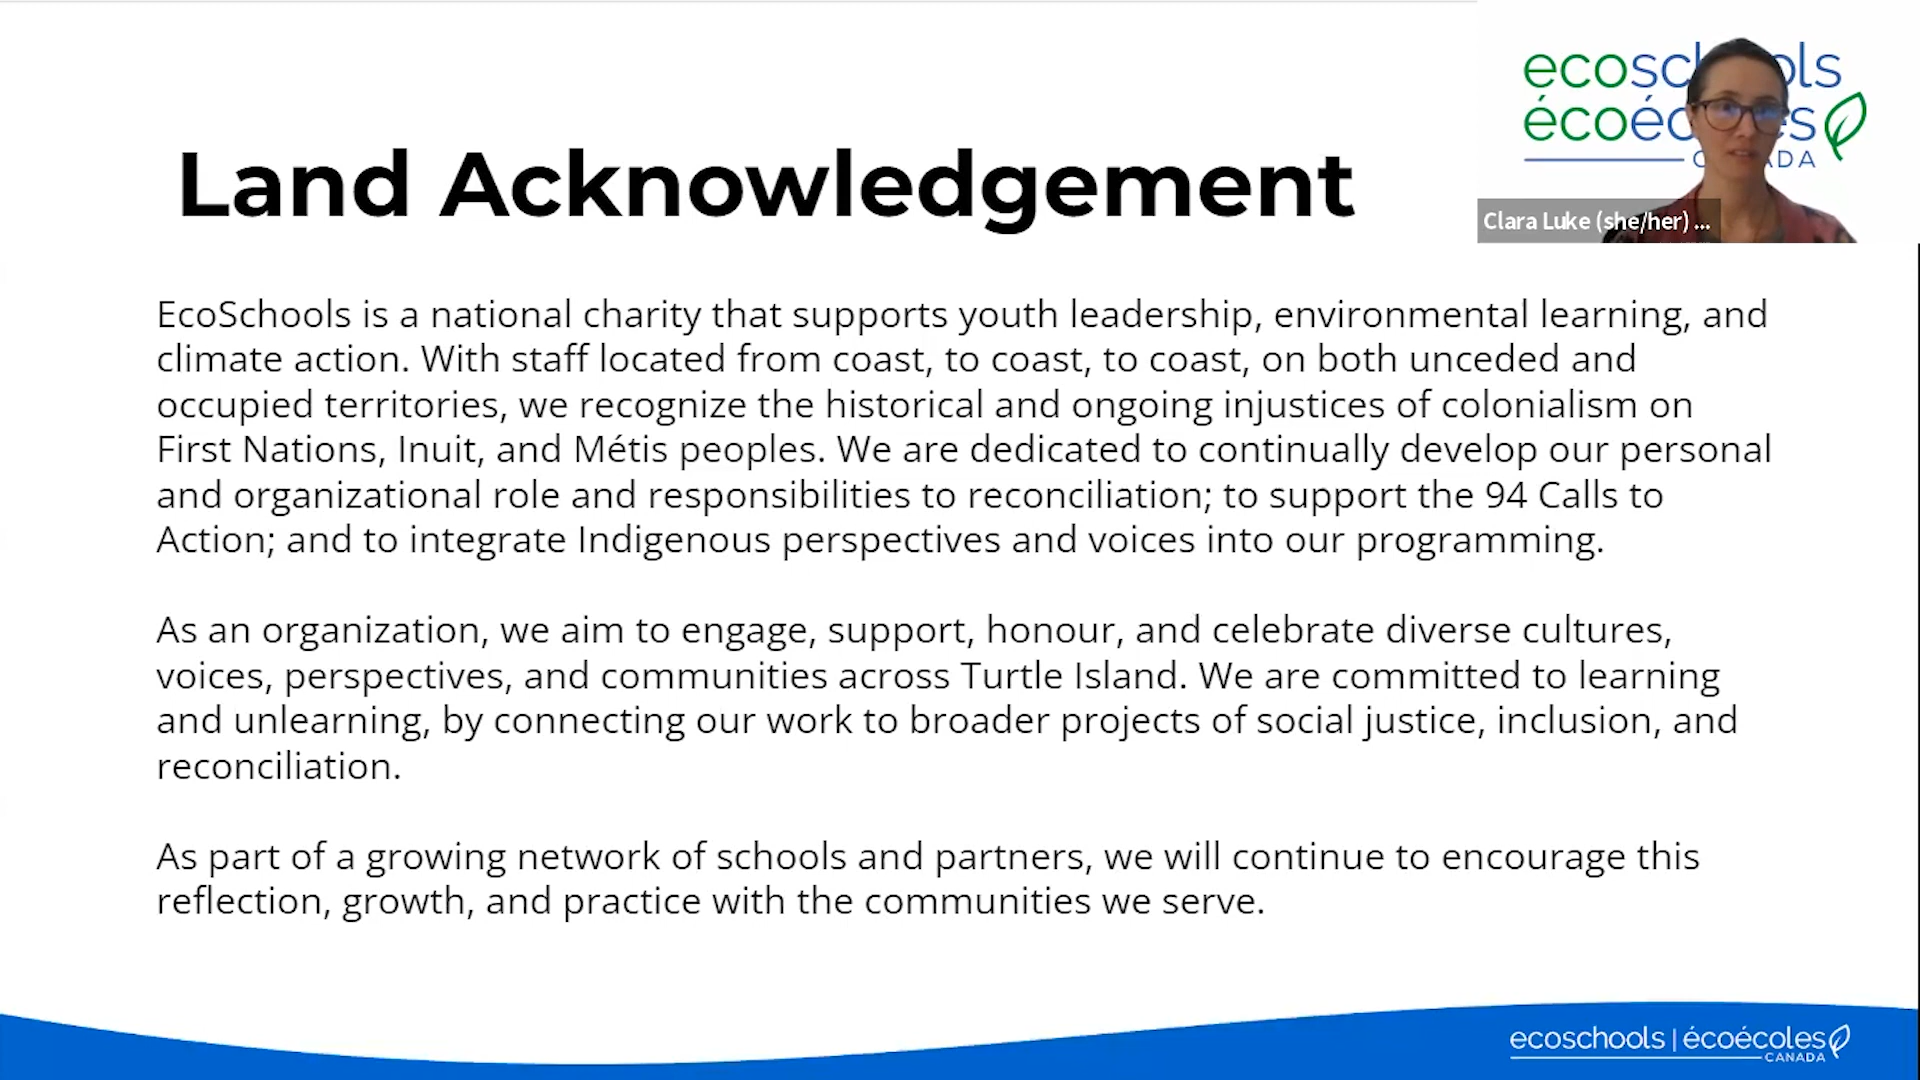 Land Acknowledgement
ecosc ols
écoéc es
C ADA
Clara Luke (she/her) ...
EcoSchools is a national charity that supports youth leadership, environmental learning, and
climate action. With staff located from coast, to coast, to coast, on both unceded and
occupied territories, we recognize the historical and ongoing injustices of colonialism on
First Nations, Inuit, and Métis peoples. We are dedicated to continually develop our personal
and organizational role and responsibilities to reconciliation; to support the 94 Calls to
Action; and to integrate Indigenous perspectives and voices into our programming.
As an organization, we aim to engage, support, honour, and celebrate diverse cultures,
voices, perspectives, and communities across Turtle Island. We are committed to learning
and unlearning, by connecting our work to broader projects of social justice, inclusion, and
reconciliation.
As part of a growing network of schools and partners, we will continue to encourage this
reflection, growth, and practice with the communities we serve.
ecoschools | écoécoles
CANADA